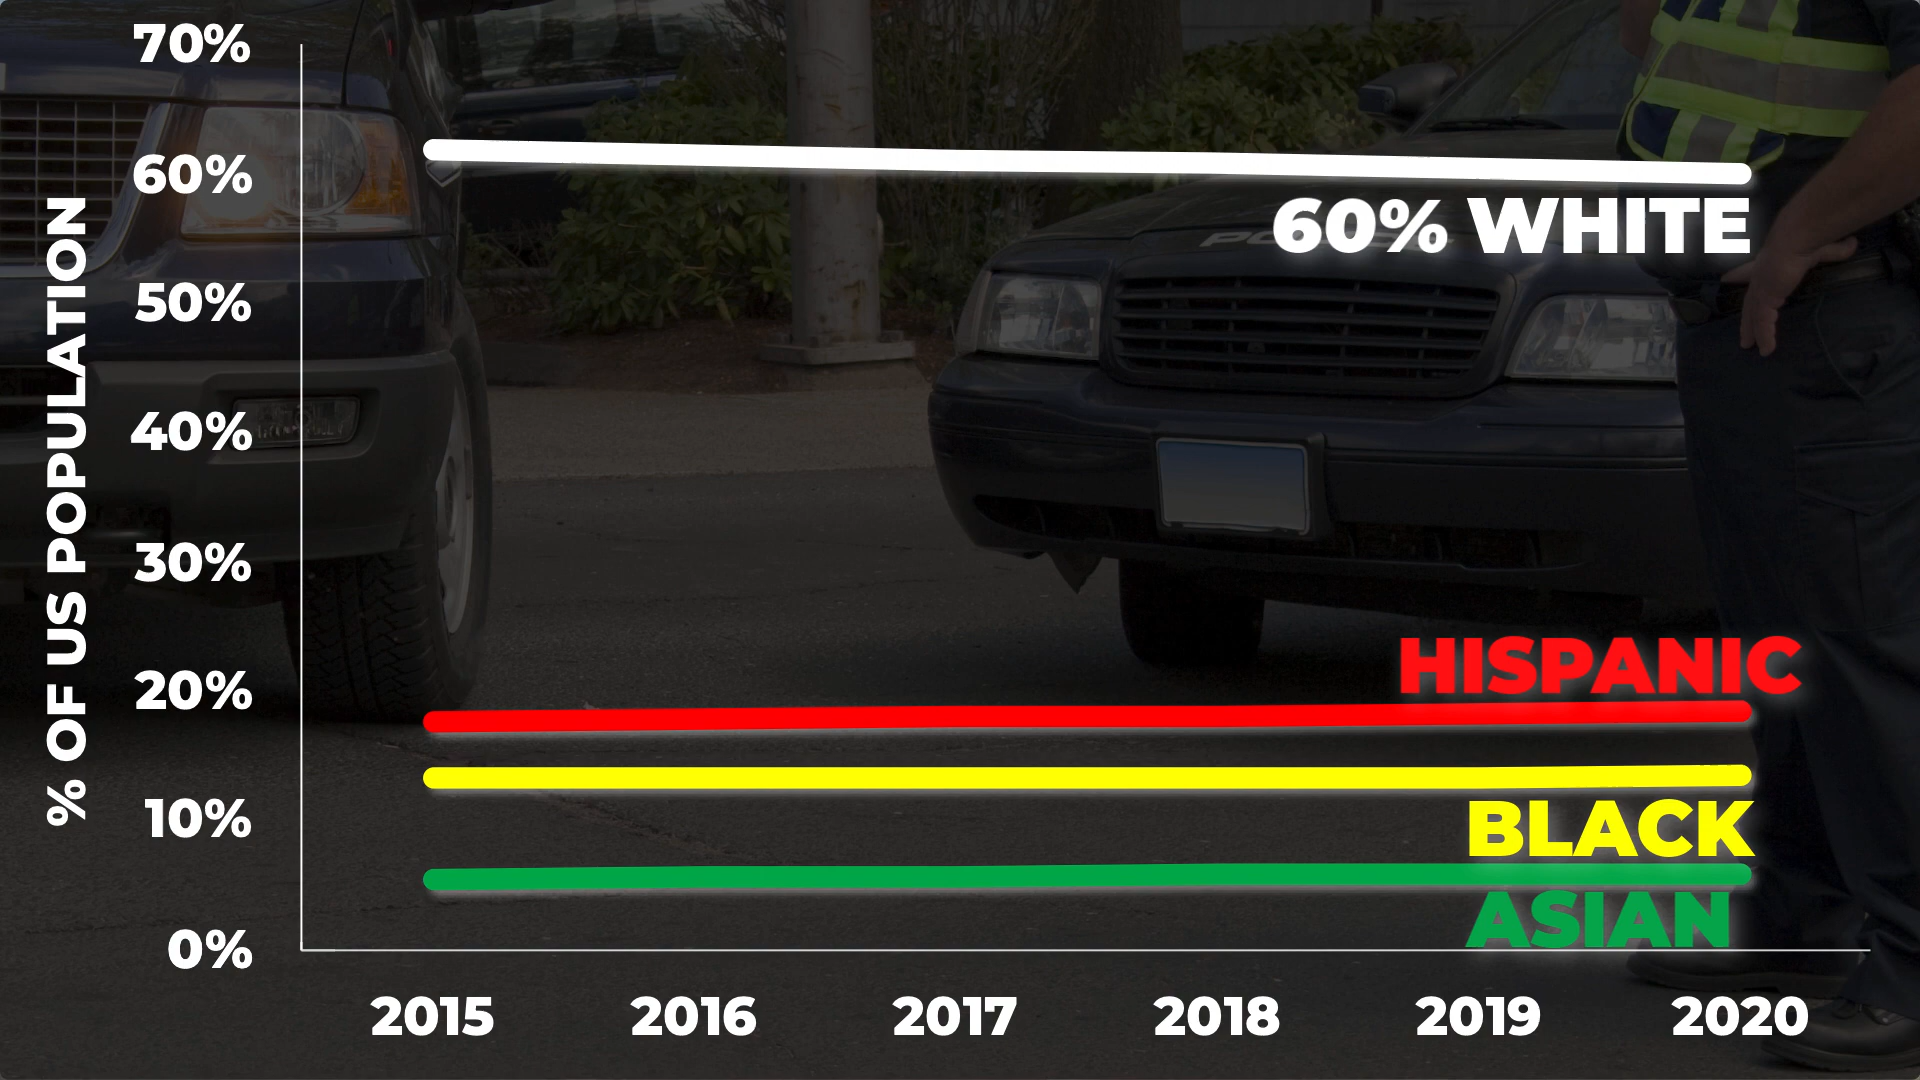 70%
60%
50%
40%
30%
20%
10%
0%
% OF US POPULATION
60% WHITE
HISPANIC
BLACK
ASIAN
2015 2016 2017 2018 2019 2020